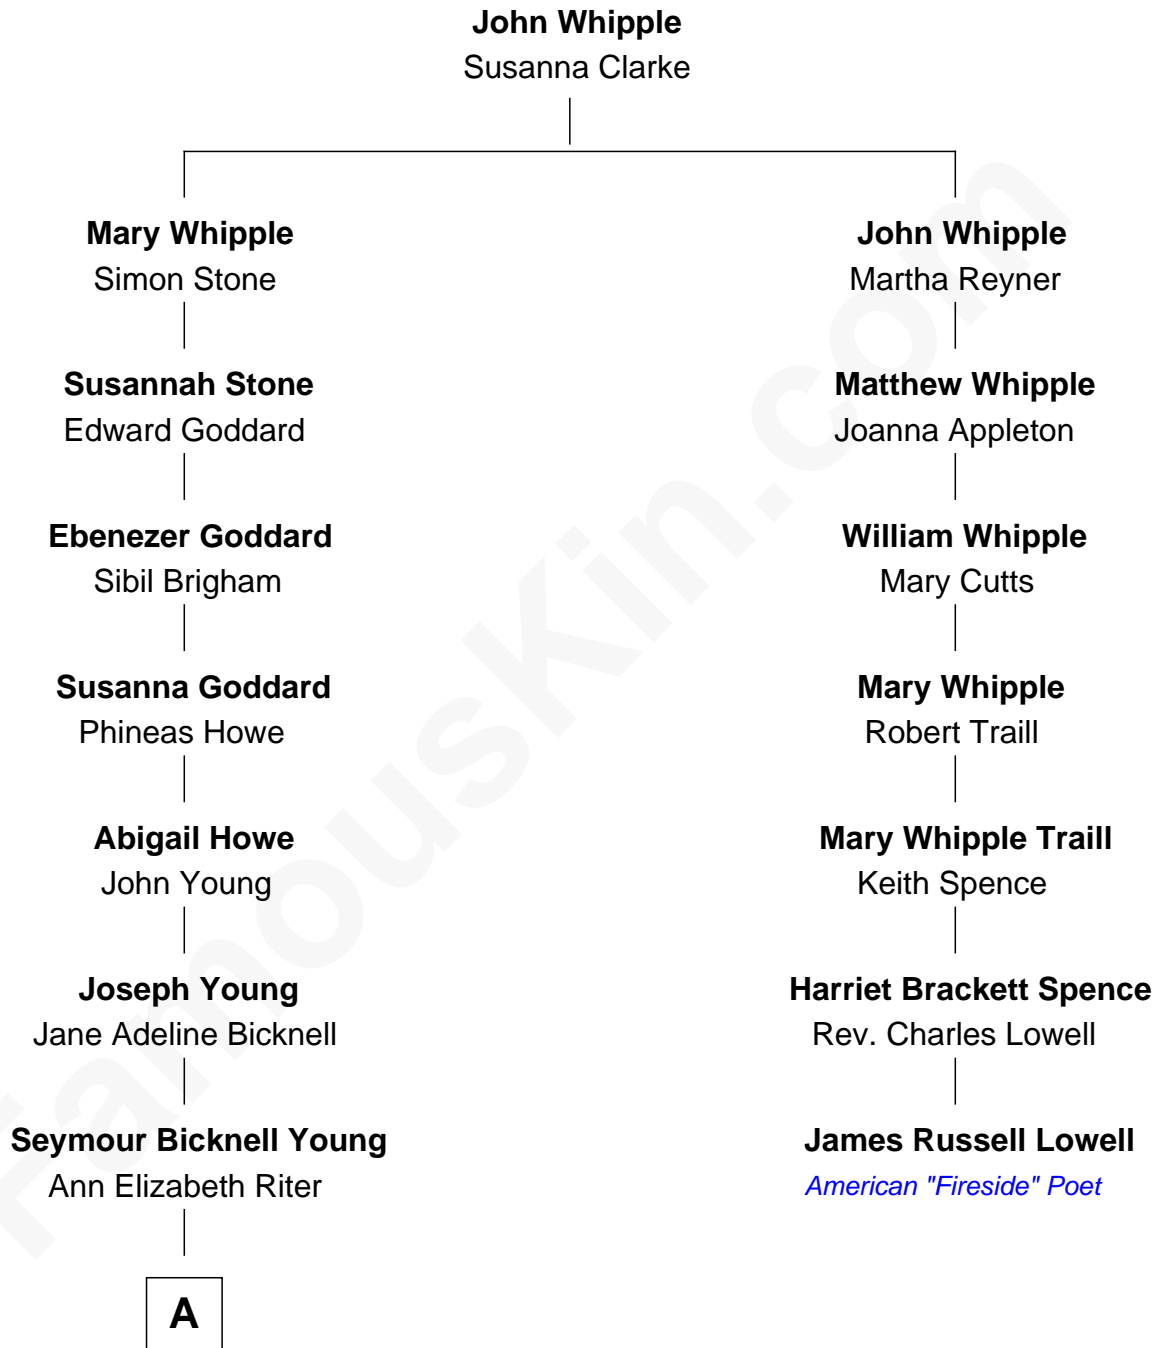 John Whipple
Susanna Clarke
Mary Whipple
Simon Stone
John Whipple
Martha Reyner
Susannah Stone
Edward Goddard
Matthew Whipple
Joanna Appleton
Ebenezer Goddard
Sibil Brigham
William Whipple
Mary Cutts
Susanna Goddard
Phineas Howe
Mary Whipple
Robert Traill
Abigail Howe
John Young
Mary Whipple Traill
Keith Spence
Joseph Young
Jane Adeline Bicknell
Harriet Brackett Spence
Rev. Charles Lowell
Seymour Bicknell Young
Ann Elizabeth Riter
James Russell Lowell
American "Fireside" Poet
A
FamousKin.com